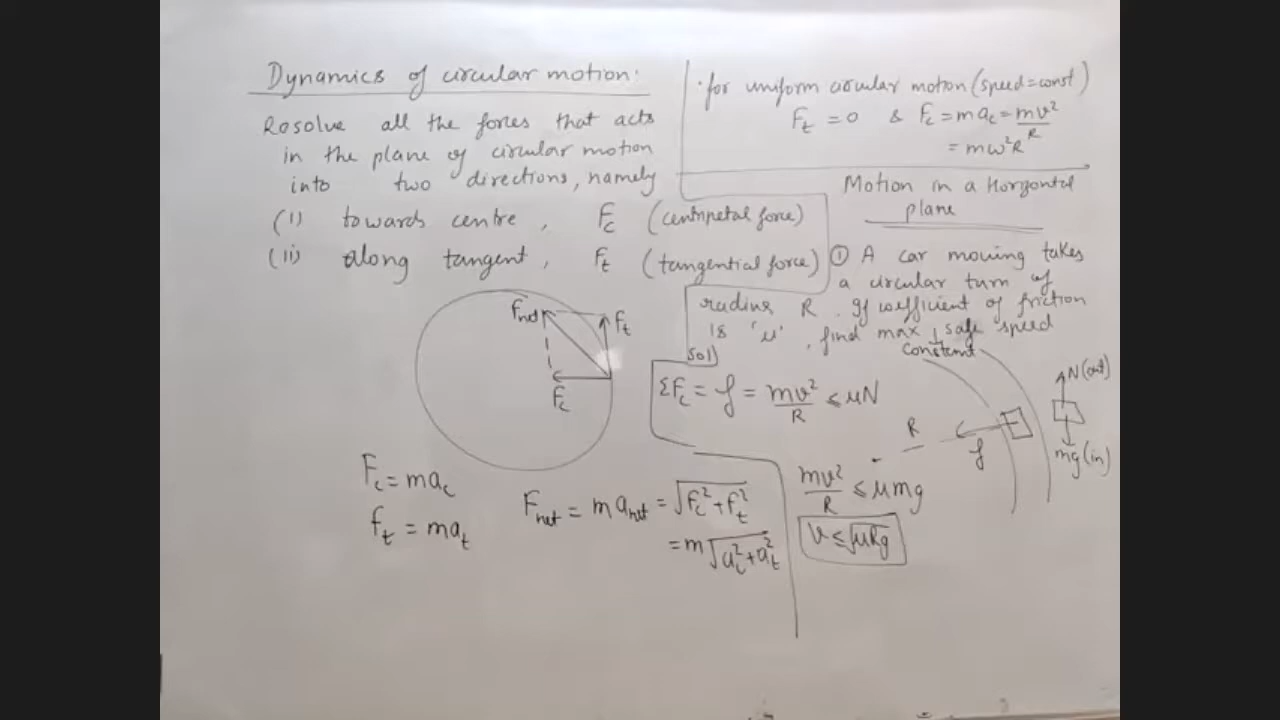 Dynamics of circular motion:
Rosolve all the forces that acts
in the plane of circular motion
into two directions, namely
(i) towards centre, Fc (centripetal force)
(ii) along tangent, Ft (tangential force)
Fnet
Ft
Fc
Fc = mac
ft = mat
Fnet = m anet = √fc²+ft²
= m√ac²+at²
· for uniform circular motion (speed = const)
Ft = 0 & Fc = mac = mv²/R
= mω²R
Motion in a Horizontal
plane
① A car moving takes
a circular turn of
radius R. If coefficient of friction
is 'μ', find max safe speed
constant
Sol)
ΣFc = f = mv²/R ≤ μN
mv²/R ≤ μmg
v ≤ √μRg
R
f
N(out)
mg(in)